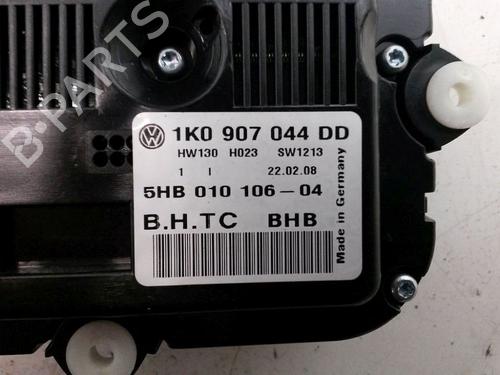 B-PARTS
1K0 907 044 DD
HW130 H023 SW1213
1 I 22.02.08
5HB 010 106-04
B.H.TC BHB
Made in Germany